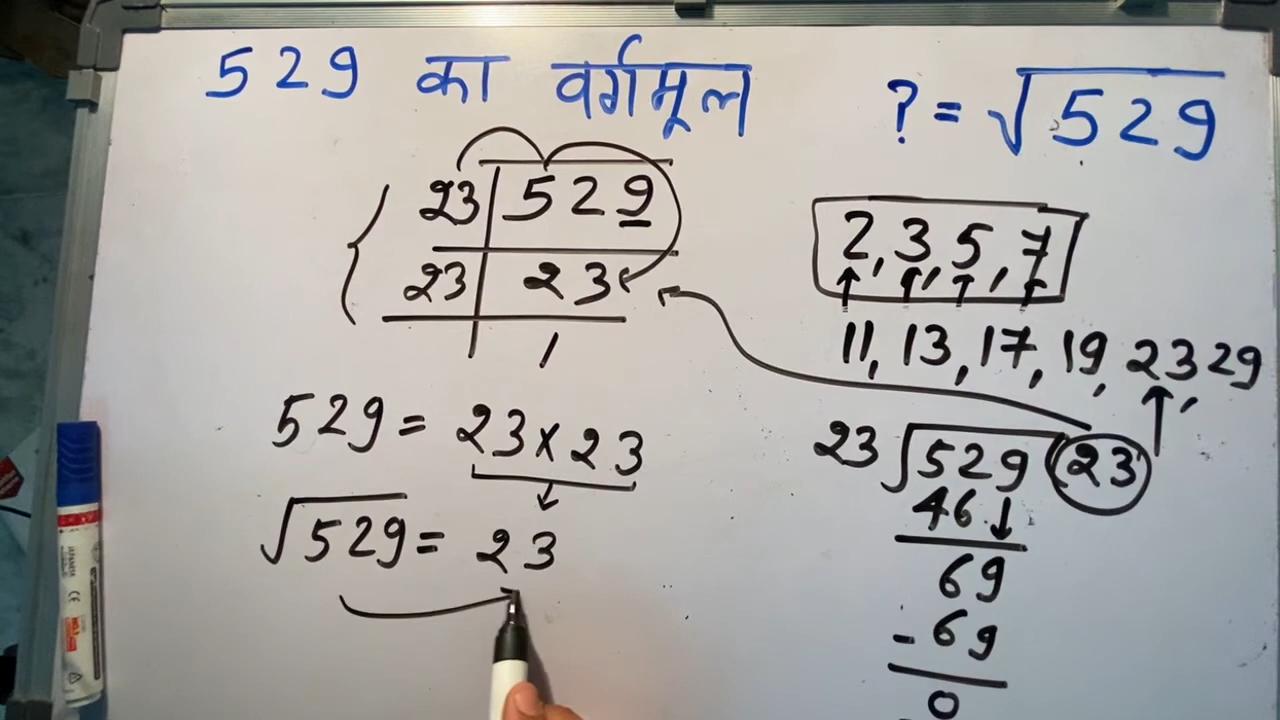 529 का वर्गमूल
? = √529
23 | 529
23 | 23
1
529 = 23 × 23
√529 = 23
2, 3, 5, 7
11, 13, 17, 19, 23, 29
23 √529 (23
46
69
- 69
0